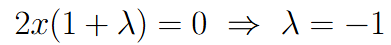 2x(1 + λ) = 0 ⇒ λ = −1